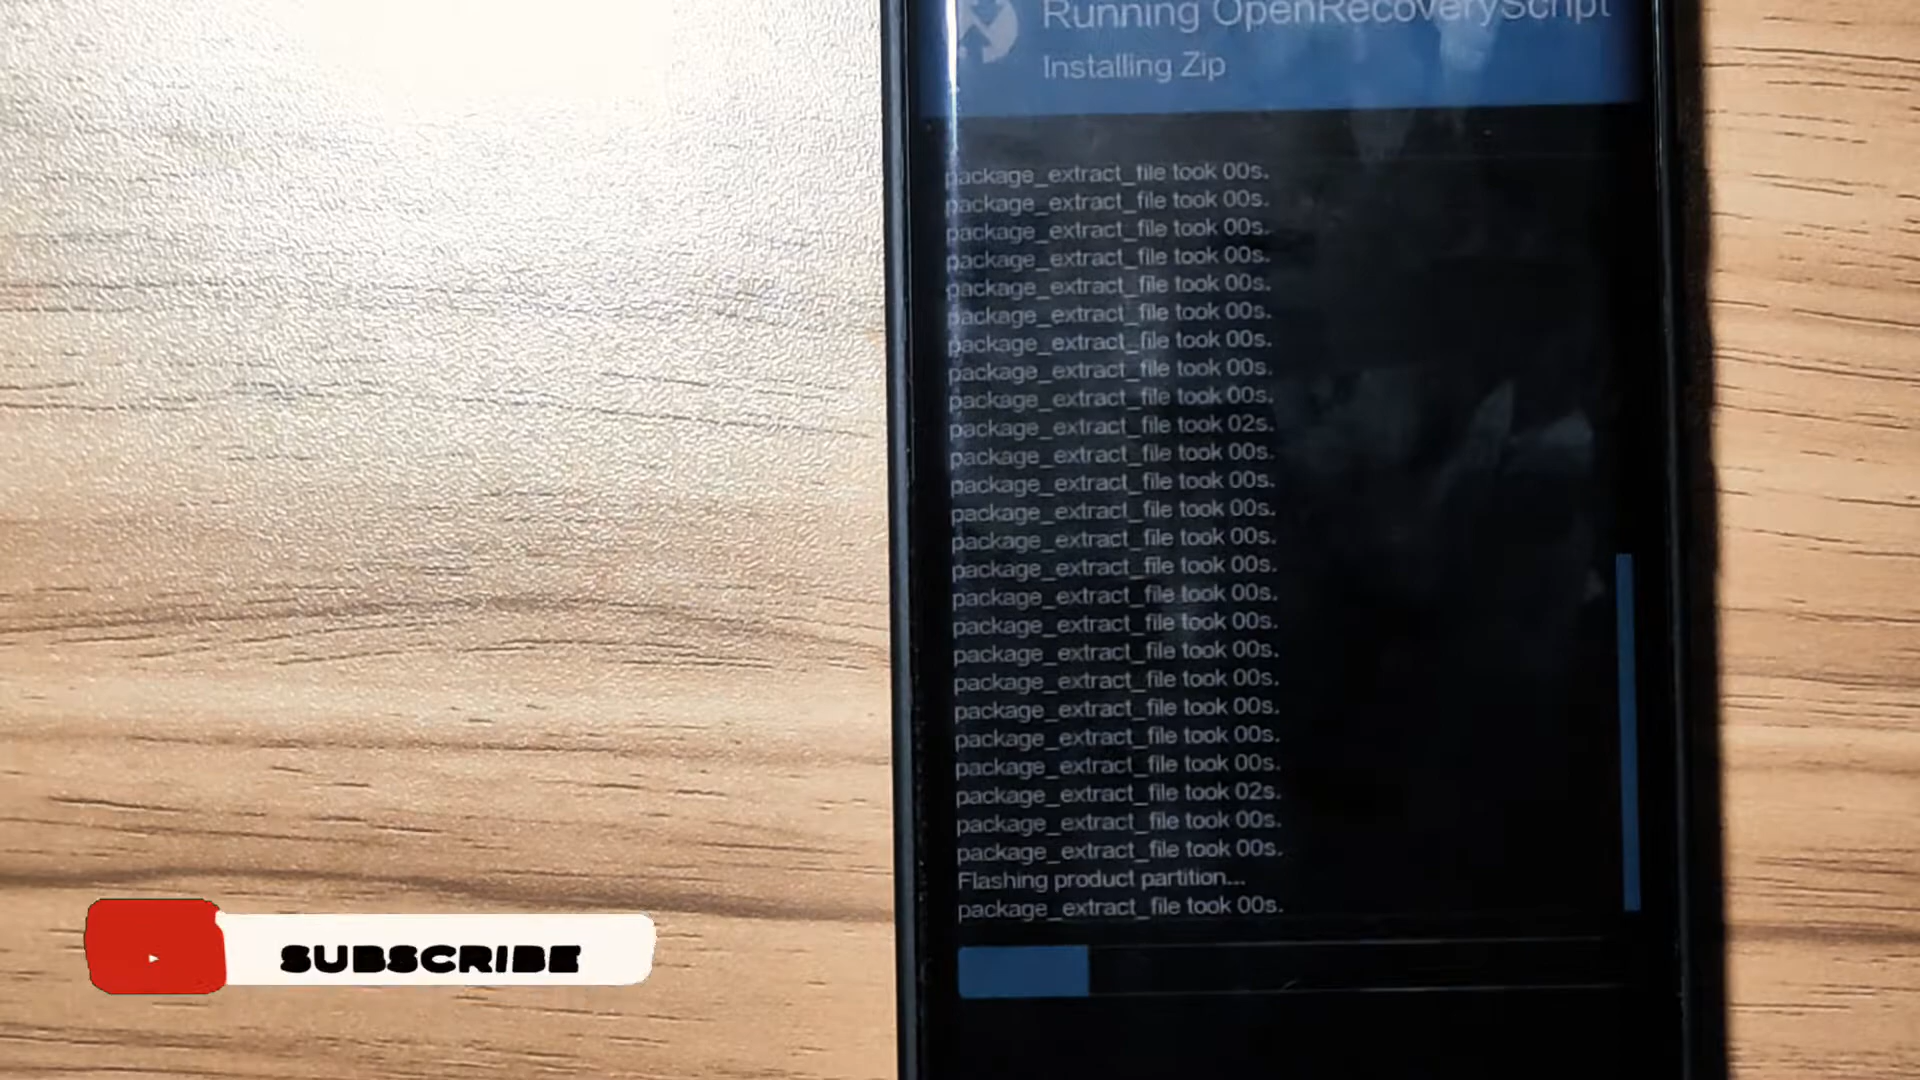 Running OpenRecoveryScript
Installing Zip
package_extract_file took 00s.
package_extract_file took 00s.
package_extract_file took 00s.
package_extract_file took 00s.
package_extract_file took 00s.
package_extract_file took 00s.
package_extract_file took 00s.
package_extract_file took 00s.
package_extract_file took 00s.
package_extract_file took 02s.
package_extract_file took 00s.
package_extract_file took 00s.
package_extract_file took 00s.
package_extract_file took 00s.
package_extract_file took 00s.
package_extract_file took 00s.
package_extract_file took 00s.
package_extract_file took 00s.
package_extract_file took 00s.
package_extract_file took 00s.
package_extract_file took 00s.
package_extract_file took 00s.
package_extract_file took 02s.
package_extract_file took 00s.
package_extract_file took 00s.
Flashing product partition...
package_extract_file took 00s.
SUBSCRIBE